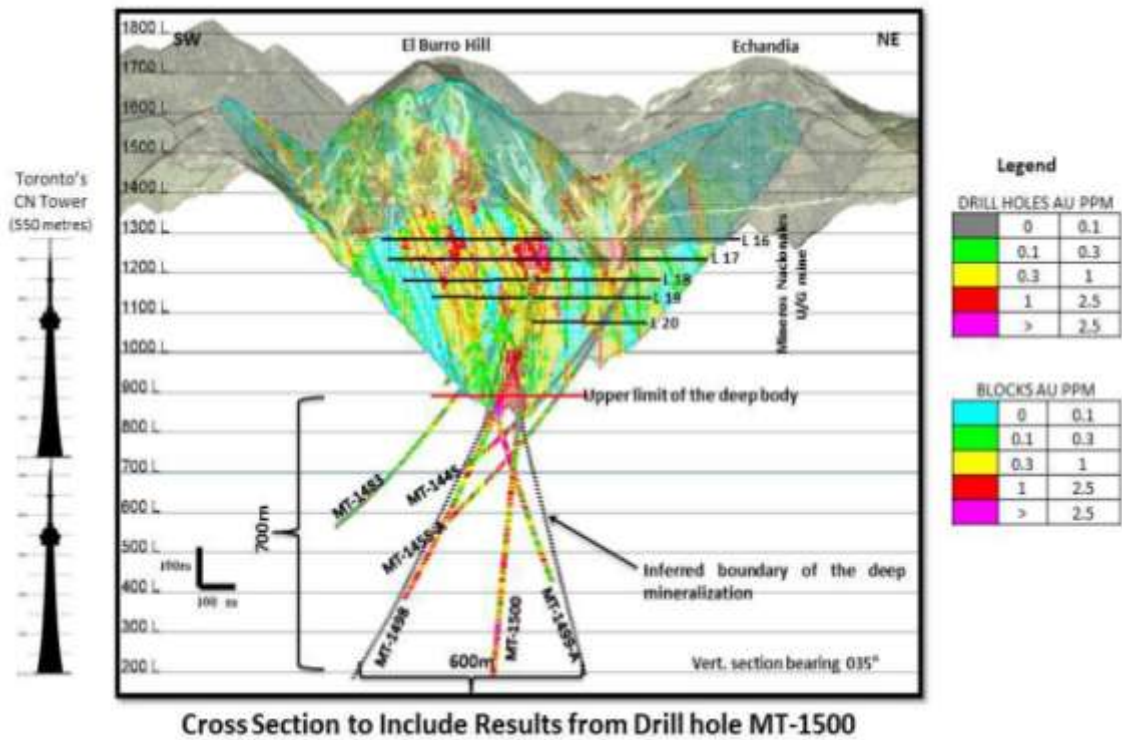 1800 L
SW
El Burro Hill
Echandia
NE
1700 L
1600 L
1500 L
1400 L
1300 L
1200 L
1100 L
1000 L
900 L
800 L
700 L
600 L
500 L
400 L
300 L
200 L
Toronto's
CN Tower
(550 metres)
L 16
L 17
L 18
L 19
L 20
Mineros Nacionales
U/G mine
Upper limit of the deep body
MT-1483
MT-1445
MT-1498
MT-1500
MT-1499-A
700m
100m
100 m
600m
Inferred boundary of the deep
mineralization
Vert. section bearing 035°
Legend
DRILL HOLES AU PPM
0 0.1
0.1 0.3
0.3 1
1 2.5
> 2.5
BLOCKS AU PPM
0 0.1
0.1 0.3
0.3 1
1 2.5
> 2.5
Cross Section to Include Results from Drill hole MT-1500